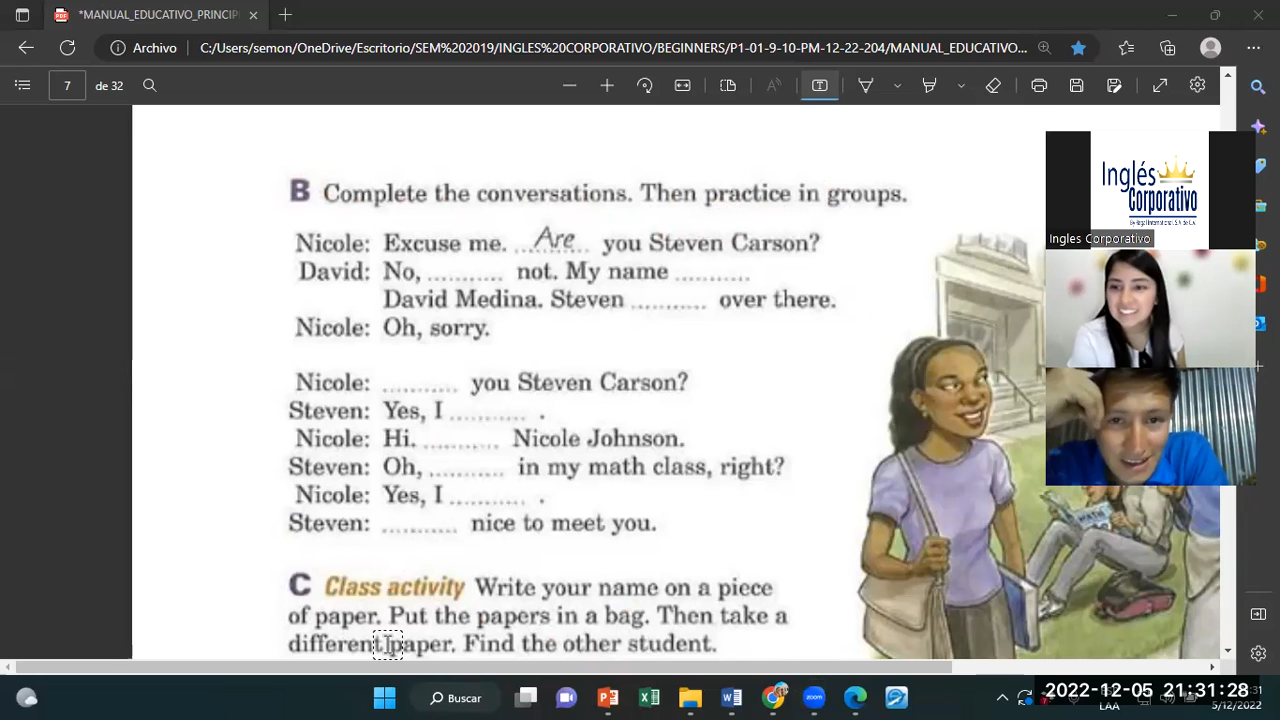 *MANUAL_EDUCATIVO_PRINCIPI
Archivo
C:/Users/semon/OneDrive/Escritorio/SEM%202019/INGLES%20CORPORATIVO/BEGINNERS/P1-01-9-10-PM-12-22-204/MANUAL_EDUCATIVO...
7 de 32
B Complete the conversations. Then practice in groups.
Nicole: Excuse me. Are you Steven Carson?
David: No, ............ not. My name ............
David Medina. Steven ............ over there.
Nicole: Oh, sorry.
Nicole: ............ you Steven Carson?
Steven: Yes, I ............ .
Nicole: Hi. ............ Nicole Johnson.
Steven: Oh, ............ in my math class, right?
Nicole: Yes, I ............ .
Steven: ............ nice to meet you.
C Class activity Write your name on a piece
of paper. Put the papers in a bag. Then take a
different paper. Find the other student.
Inglés
Corporativo
Ingles Corporativo
Buscar
zoom
LAA
2022-12-05 21:31:28
5/12/2022